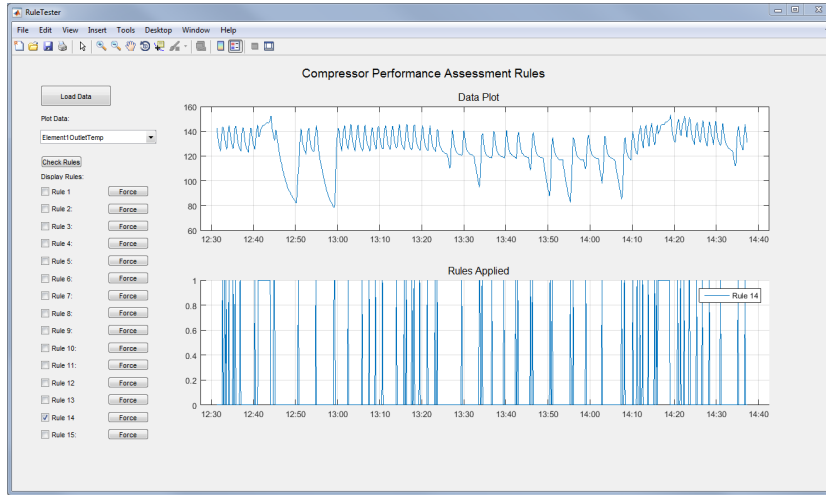 RuleTester
File Edit View Insert Tools Desktop Window Help
Compressor Performance Assessment Rules
Load Data
Plot Data:
Element1OutletTemp
Check Rules
Display Rules:
Rule 1 Force
Rule 2: Force
Rule 3: Force
Rule 4: Force
Rule 5: Force
Rule 6: Force
Rule 7: Force
Rule 8: Force
Rule 9: Force
Rule 10: Force
Rule 11: Force
Rule 12 Force
Rule 13 Force
Rule 14 Force
Rule 15: Force
Data Plot
160
140
120
100
80
60
12:30 12:40 12:50 13:00 13:10 13:20 13:30 13:40 13:50 14:00 14:10 14:20 14:30 14:40
Rules Applied
Rule 14
1
0.8
0.6
0.4
0.2
0
12:30 12:40 12:50 13:00 13:10 13:20 13:30 13:40 13:50 14:00 14:10 14:20 14:30 14:40